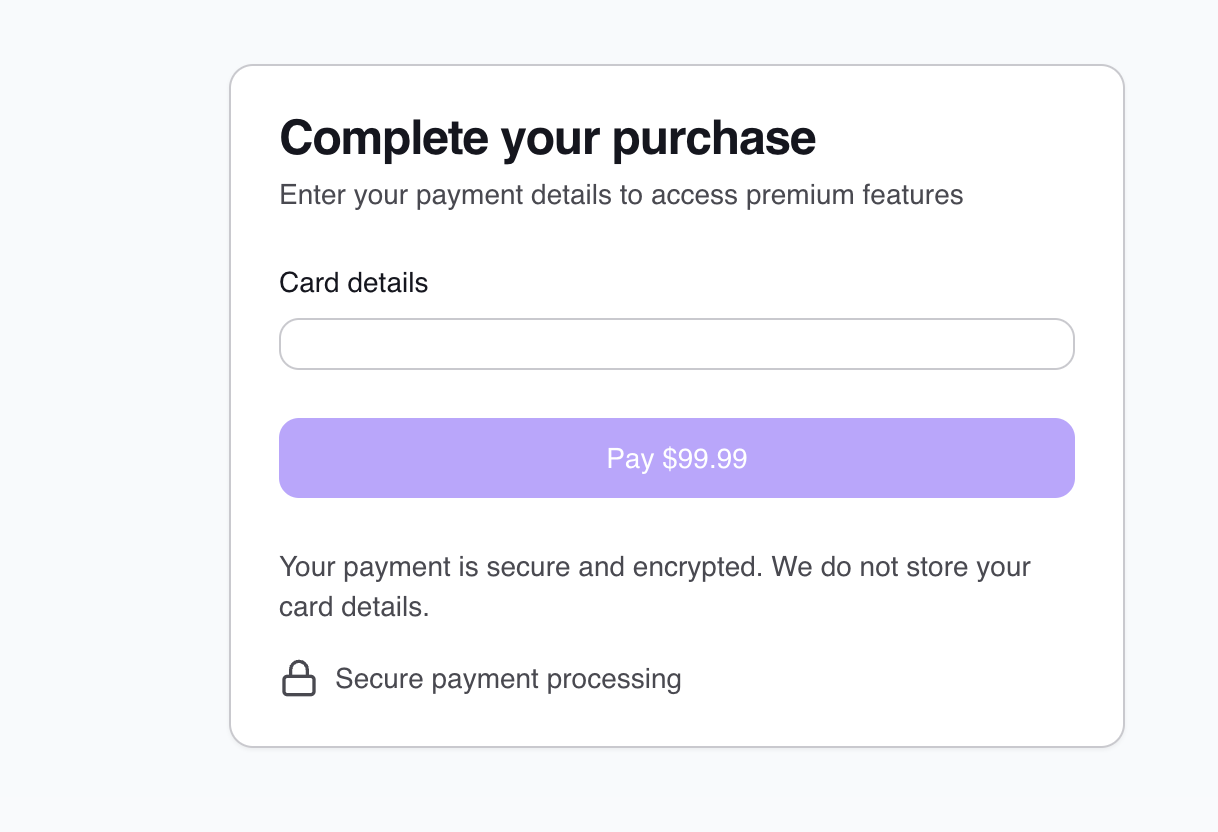 Complete your purchase
Enter your payment details to access premium features
Card details
Pay $99.99
Your payment is secure and encrypted. We do not store your
card details.
Secure payment processing